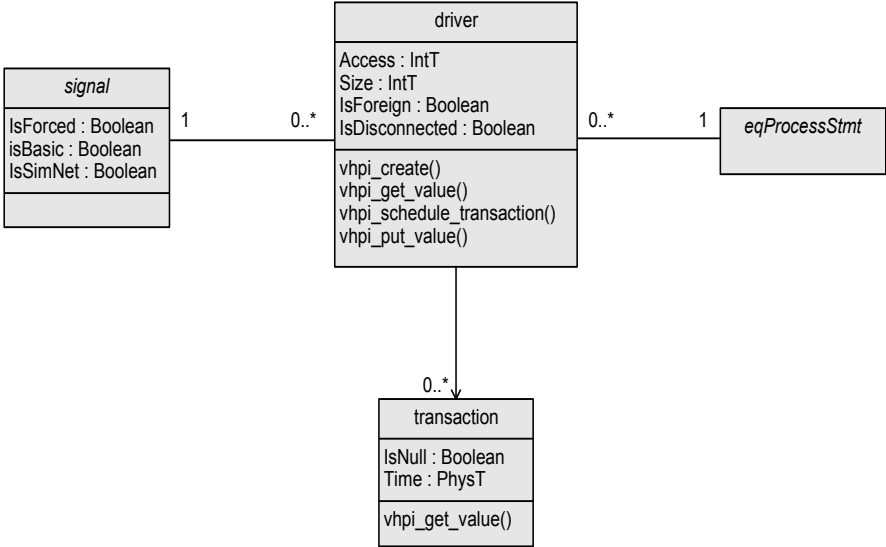 driver
Access : IntT
Size : IntT
IsForeign : Boolean
IsDisconnected : Boolean
vhpi_create()
vhpi_get_value()
vhpi_schedule_transaction()
vhpi_put_value()
signal
IsForced : Boolean
isBasic : Boolean
IsSimNet : Boolean
1
0..*
0..*
1
eqProcessStmt
0..*
transaction
IsNull : Boolean
Time : PhysT
vhpi_get_value()